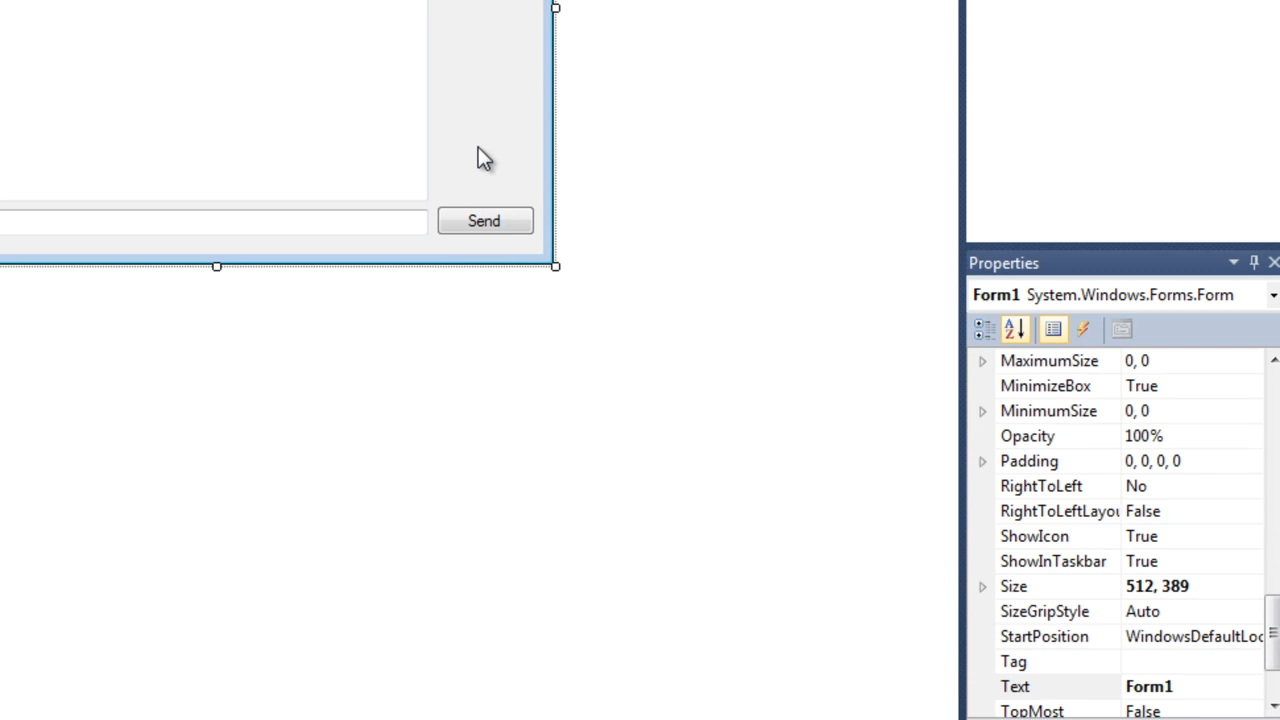 Send
Properties
Form1 System.Windows.Forms.Form
MaximumSize 0, 0
MinimizeBox True
MinimumSize 0, 0
Opacity 100%
Padding 0, 0, 0, 0
RightToLeft No
RightToLeftLayou False
ShowIcon True
ShowInTaskbar True
Size 512, 389
SizeGripStyle Auto
StartPosition WindowsDefaultLoc
Tag
Text Form1
TopMost False